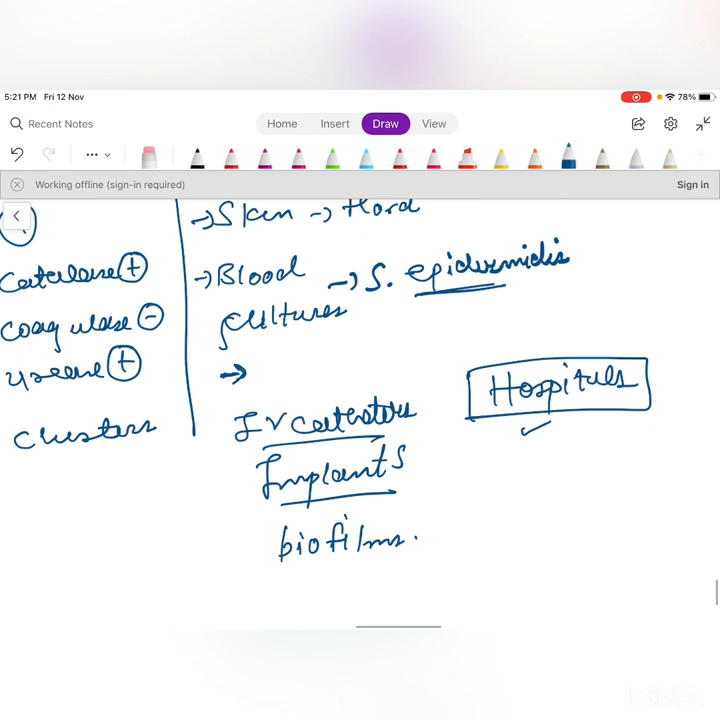 5:21 PM Fri 12 Nov
78%
Recent Notes
Home Insert Draw View
Working offline (sign-in required)
Sign in
Catalase +
Coagulase -
Urease +
Clusters
→ Skin →
→ Blood cultures → S. epidermidis
→
IV catheters
Implants
biofilms.
Hospitals